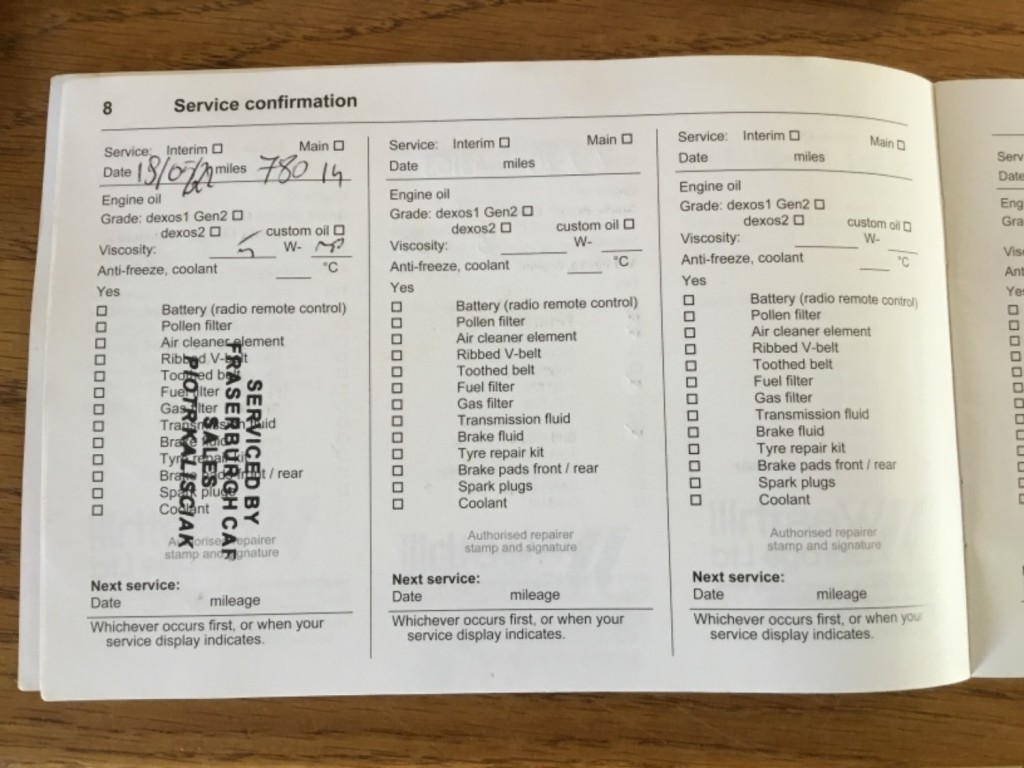 8 Service confirmation
Service: Interim ☐ Main ☐
Date miles 780 14
Engine oil
Grade: dexos1 Gen2 ☐
dexos2 ☐ custom oil ☐
Viscosity: 5 W-
Anti-freeze, coolant °C
Yes
☐ Battery (radio remote control)
☐ Pollen filter
☐ Air cleaner element
☐ Ribbed V-belt
☐ Toothed belt
☐ Fuel filter
☐ Gas filter
☐ Transmission fluid
☐ Brake fluid
☐ Tyre repair kit
☐ Brake pads front / rear
☐ Spark plugs
☐ Coolant
Authorised repairer
stamp and signature
SERVICED BY
FRASERBURGH CAR
SALES
PIOTR MALSCIAK
Next service:
Date mileage
Whichever occurs first, or when your
service display indicates.
Service: Interim ☐ Main ☐
Date miles
Engine oil
Grade: dexos1 Gen2 ☐
dexos2 ☐ custom oil ☐
Viscosity: W-
Anti-freeze, coolant °C
Yes
☐ Battery (radio remote control)
☐ Pollen filter
☐ Air cleaner element
☐ Ribbed V-belt
☐ Toothed belt
☐ Fuel filter
☐ Gas filter
☐ Transmission fluid
☐ Brake fluid
☐ Tyre repair kit
☐ Brake pads front / rear
☐ Spark plugs
☐ Coolant
Authorised repairer
stamp and signature
Next service:
Date mileage
Whichever occurs first, or when your
service display indicates.
Service: Interim ☐ Main ☐
Date miles
Engine oil
Grade: dexos1 Gen2 ☐
dexos2 ☐ custom oil ☐
Viscosity: W-
Anti-freeze, coolant °C
Yes
☐ Battery (radio remote control)
☐ Pollen filter
☐ Air cleaner element
☐ Ribbed V-belt
☐ Toothed belt
☐ Fuel filter
☐ Gas filter
☐ Transmission fluid
☐ Brake fluid
☐ Tyre repair kit
☐ Brake pads front / rear
☐ Spark plugs
☐ Coolant
Authorised repairer
stamp and signature
Next service:
Date mileage
Whichever occurs first, or when your
service display indicates.